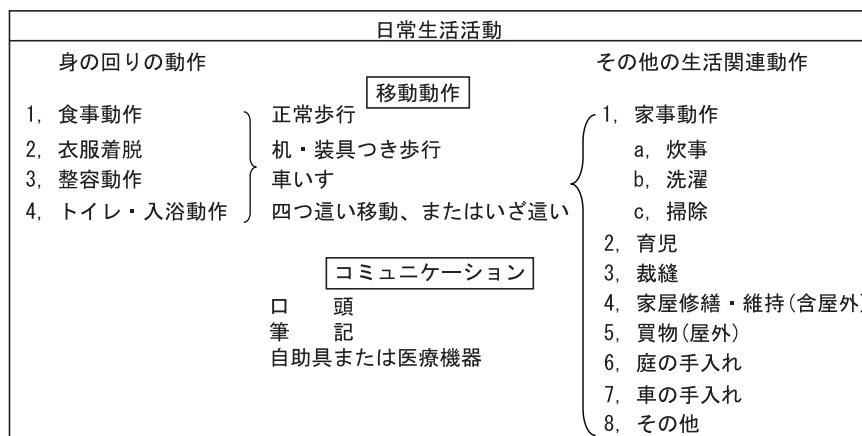 日常生活活動
身の回りの動作
1, 食事動作
2, 衣服着脱
3, 整容動作
4, トイレ・入浴動作
移動動作
正常歩行
机・装具つき歩行
車いす
四つ這い移動、またはいざ這い
コミュニケーション
口　　頭
筆　　記
自助具または医療機器
その他の生活関連動作
1, 家事動作
a, 炊事
b, 洗濯
c, 掃除
2, 育児
3, 裁縫
4, 家屋修繕・維持(含屋外)
5, 買物(屋外)
6, 庭の手入れ
7, 車の手入れ
8, その他